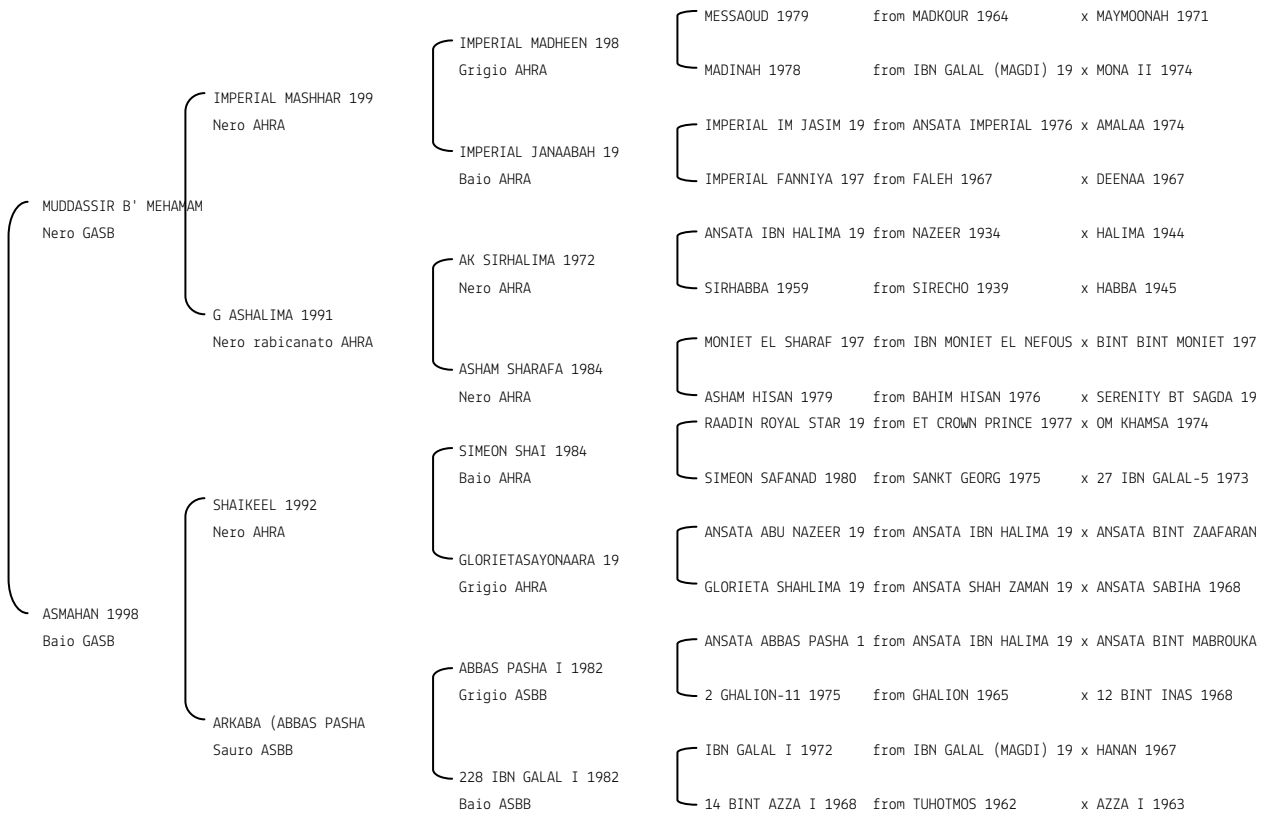 MESSAOUD 1979 from MADKOUR 1964 x MAYMOONAH 1971
IMPERIAL MADHEEN 198
Grigio AHRA
MADINAH 1978 from IBN GALAL (MAGDI) 19 x MONA II 1974
IMPERIAL MASHHAR 199
Nero AHRA
IMPERIAL IM JASIM 19 from ANSATA IMPERIAL 1976 x AMALAA 1974
IMPERIAL JANAABAH 19
Baio AHRA
IMPERIAL FANNIYA 197 from FALEH 1967 x DEENAA 1967
MUDDASSIR B' MEHAMAM
Nero GASB
ANSATA IBN HALIMA 19 from NAZEER 1934 x HALIMA 1944
AK SIRHALIMA 1972
Nero AHRA
SIRHABBA 1959 from SIRECHO 1939 x HABBA 1945
G ASHALIMA 1991
Nero rabicanato AHRA
MONIET EL SHARAF 197 from IBN MONIET EL NEFOUS x BINT BINT MONIET 197
ASHAM SHARAFA 1984
Nero AHRA
ASHAM HISAN 1979 from BAHIM HISAN 1976 x SERENITY BT SAGDA 19
RAADIN ROYAL STAR 19 from ET CROWN PRINCE 1977 x OM KHAMSA 1974
SIMEON SHAI 1984
Baio AHRA
SIMEON SAFANAD 1980 from SANKT GEORG 1975 x 27 IBN GALAL-5 1973
SHAIKEEL 1992
Nero AHRA
ANSATA ABU NAZEER 19 from ANSATA IBN HALIMA 19 x ANSATA BINT ZAAFARAN
GLORIETASAYONAARA 19
Grigio AHRA
GLORIETA SHAHLIMA 19 from ANSATA SHAH ZAMAN 19 x ANSATA SABIHA 1968
ASMAHAN 1998
Baio GASB
ANSATA ABBAS PASHA 1 from ANSATA IBN HALIMA 19 x ANSATA BINT MABROUKA
ABBAS PASHA I 1982
Grigio ASBB
2 GHALION-11 1975 from GHALION 1965 x 12 BINT INAS 1968
ARKABA (ABBAS PASHA
Sauro ASBB
IBN GALAL I 1972 from IBN GALAL (MAGDI) 19 x HANAN 1967
228 IBN GALAL I 1982
Baio ASBB
14 BINT AZZA I 1968 from TUHOTMOS 1962 x AZZA I 1963